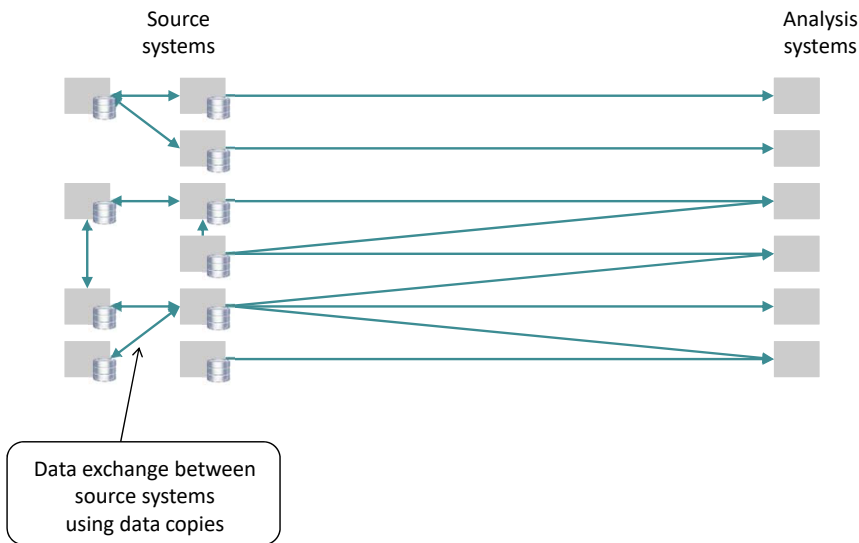 Source
systems
Analysis
systems
Data exchange between
source systems
using data copies